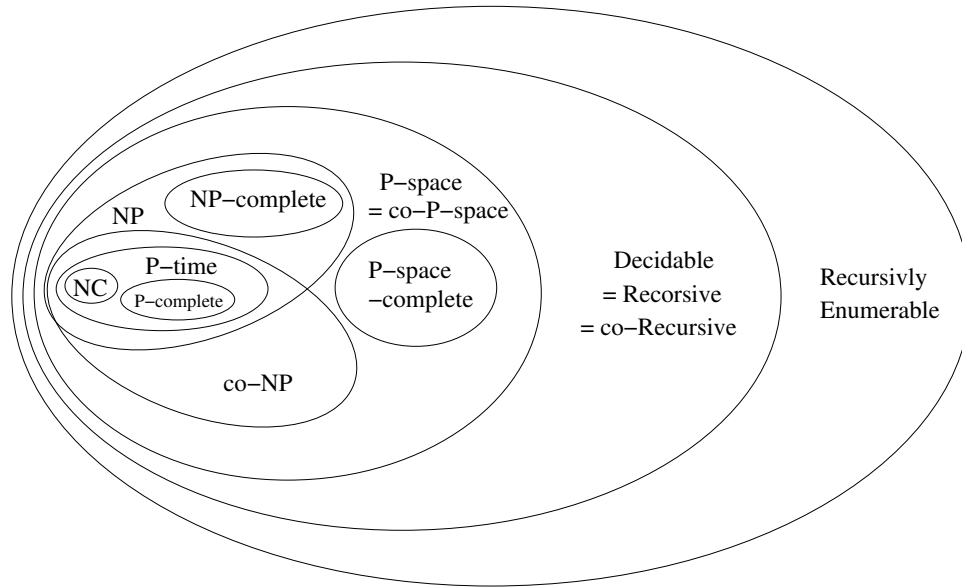 P-space
= co-P-space
NP-complete
NP
P-time
NC
P-complete
P-space
-complete
co-NP
Decidable
= Recorsive
= co-Recursive
Recursivly
Enumerable